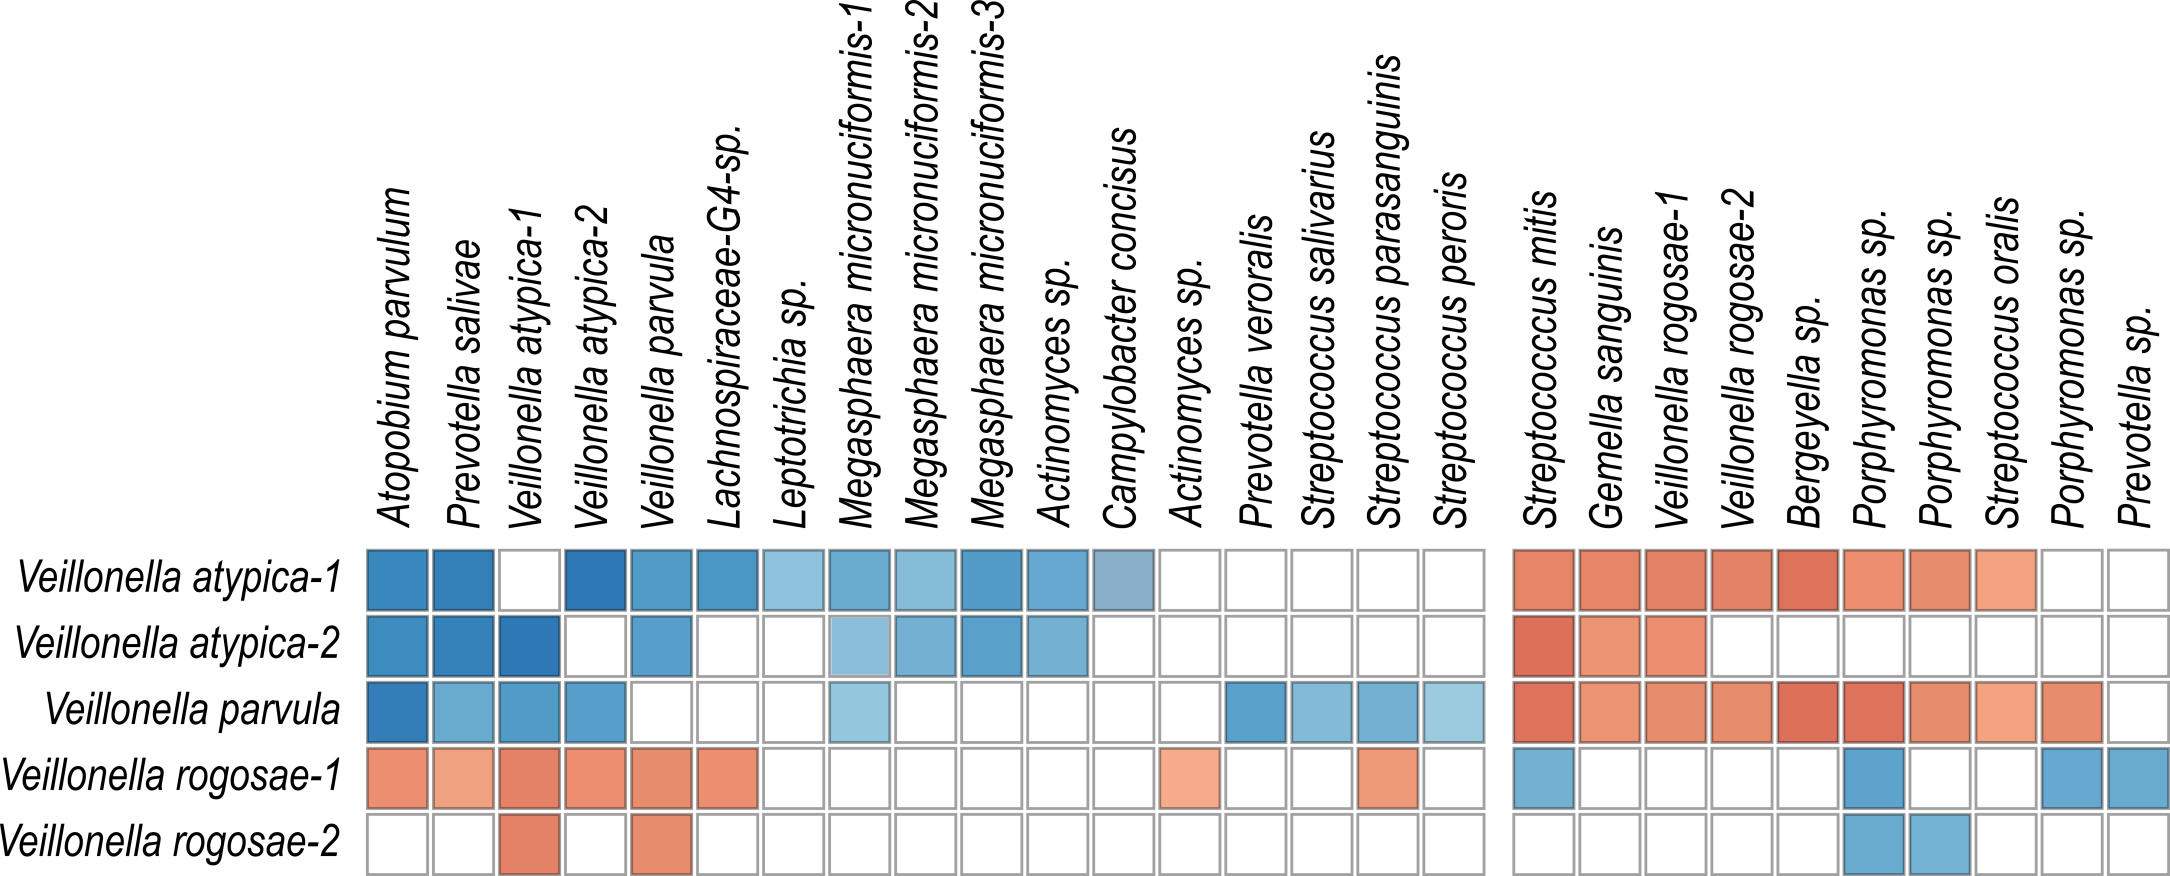 Atopobium parvulum
Prevotella salivae
Veillonella atypica-1
Veillonella atypica-2
Veillonella parvula
Lachnospiraceae-G4-sp.
Leptotrichia sp.
Megasphaera micronuciformis-1
Megasphaera micronuciformis-2
Megasphaera micronuciformis-3
Actinomyces sp.
Campylobacter concisus
Actinomyces sp.
Prevotella veroralis
Streptococcus salivarius
Streptococcus parasanguinis
Streptococcus peroris
Streptococcus mitis
Gemella sanguinis
Veillonella rogosae-1
Veillonella rogosae-2
Bergeyella sp.
Porphyromonas sp.
Porphyromonas sp.
Streptococcus oralis
Porphyromonas sp.
Prevotella sp.
Veillonella atypica-1
Veillonella atypica-2
Veillonella parvula
Veillonella rogosae-1
Veillonella rogosae-2